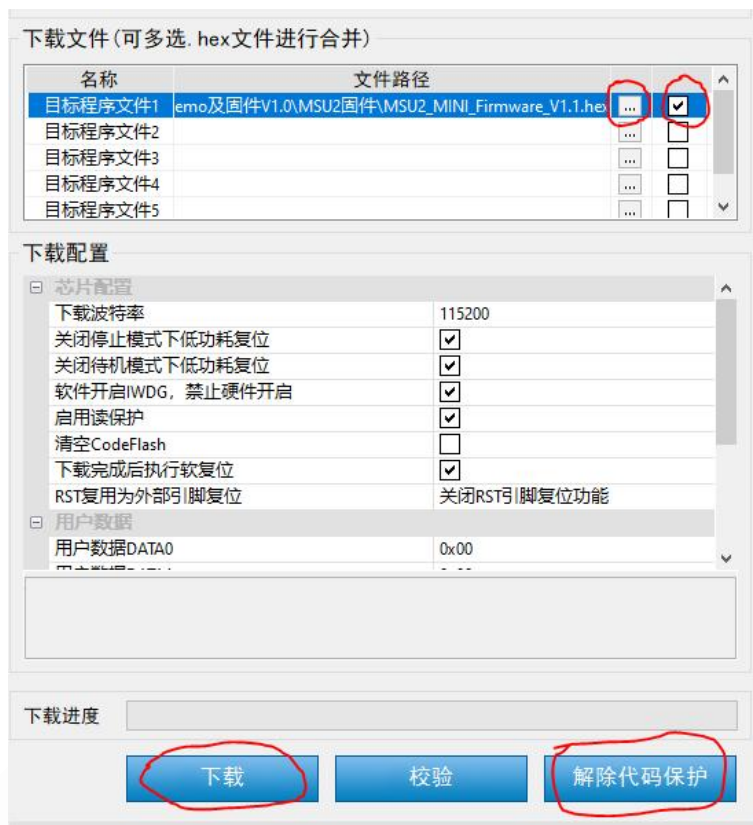 下载文件(可多选.hex文件进行合并)
名称 文件路径
目标程序文件1 emo及固件V1.0\MSU2固件\MSU2_MINI_Firmware_V1.1.hex ...
目标程序文件2 ...
目标程序文件3 ...
目标程序文件4 ...
目标程序文件5 ...
下载配置
芯片配置
下载波特率 115200
关闭停止模式下低功耗复位
关闭待机模式下低功耗复位
软件开启IWDG，禁止硬件开启
启用读保护
清空CodeFlash
下载完成后执行软复位
RST复用为外部引脚复位 关闭RST引脚复位功能
用户数据
用户数据DATA0 0x00
下载进度
下载 校验 解除代码保护